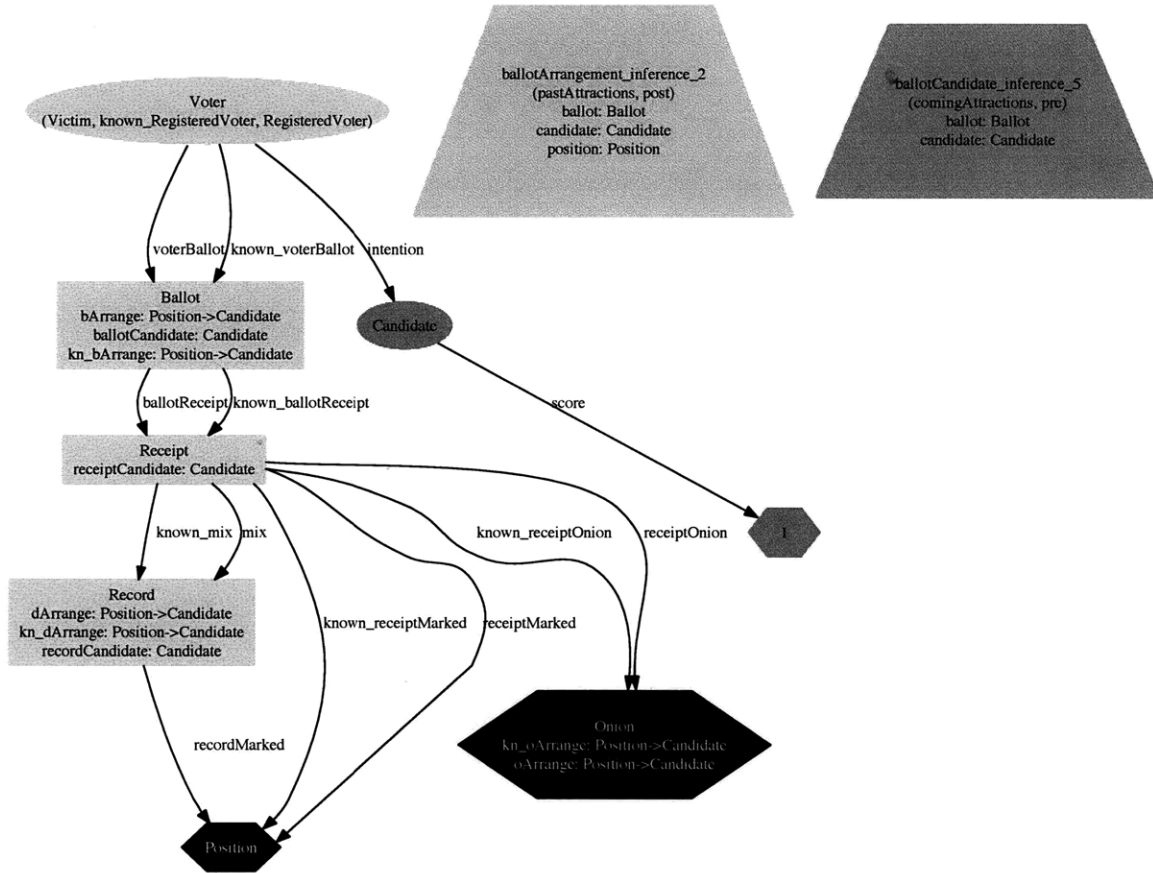 ballotArrangement_inference_2
(pastAttractions, post)
ballot: Ballot
candidate: Candidate
position: Position
ballotCandidate_inference_5
(comingAttractions, pre)
ballot: Ballot
candidate: Candidate
Voter
(Victim, known_RegisteredVoter, RegisteredVoter)
voterBallot
known_voterBallot
intention
Ballot
bArrange: Position->Candidate
ballotCandidate: Candidate
kn_bArrange: Position->Candidate
Candidate
ballotReceipt
known_ballotReceipt
score
Receipt
receiptCandidate: Candidate
known_mix
mix
known_receiptOnion
receiptOnion
1
Record
dArrange: Position->Candidate
kn_dArrange: Position->Candidate
recordCandidate: Candidate
known_receiptMarked
receiptMarked
Onion
kn_oArrange: Position->Candidate
oArrange: Position->Candidate
recordMarked
Position